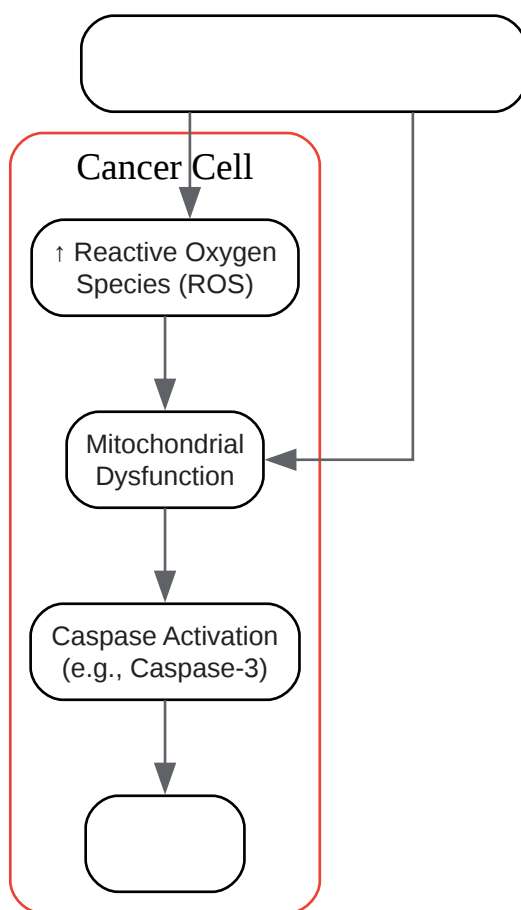 Cancer Cell
↑ Reactive Oxygen
Species (ROS)
Mitochondrial
Dysfunction
Caspase Activation
(e.g., Caspase-3)